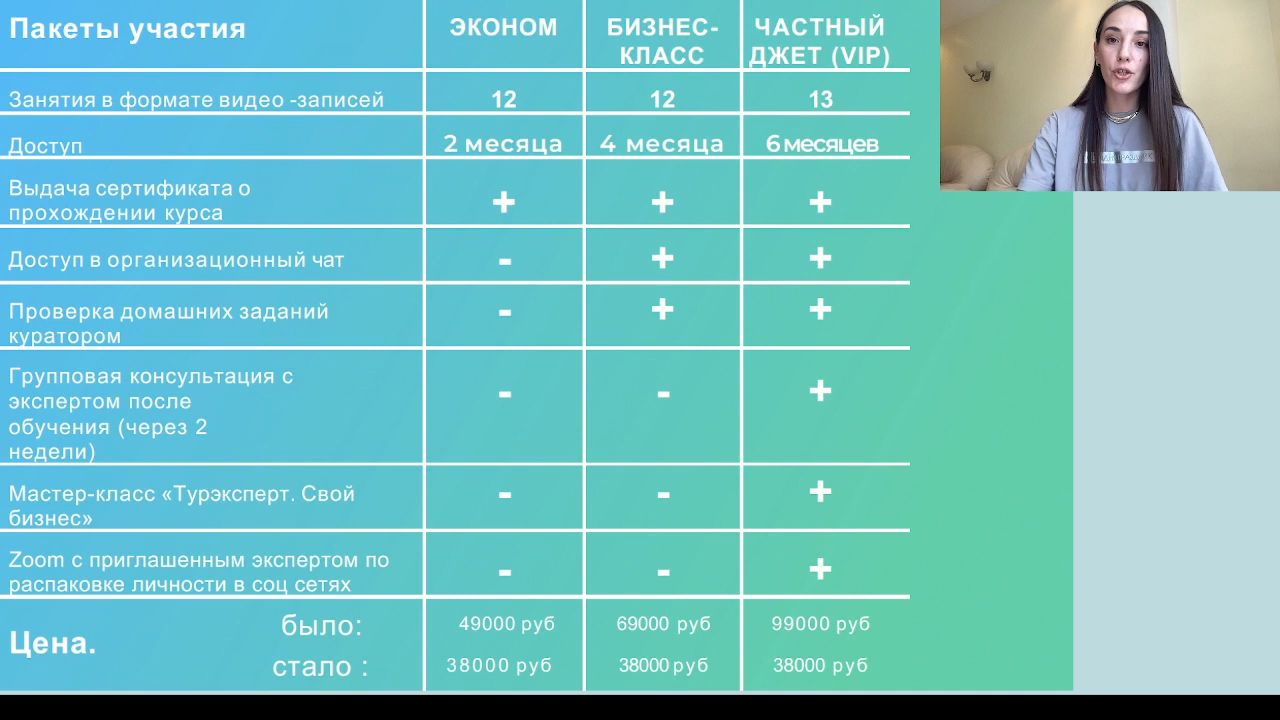 Пакеты участия
ЭКОНОМ
БИЗНЕС-
КЛАСС
ЧАСТНЫЙ
ДЖЕТ (VIP)
Занятия в формате видео -записей
12
12
13
Доступ
2 месяца
4 месяца
6 месяцев
Выдача сертификата о
прохождении курса
+
+
+
Доступ в организационный чат
-
+
+
Проверка домашних заданий
куратором
-
+
+
Групповая консультация с
экспертом после
обучения (через 2
недели)
-
-
+
Мастер-класс «Турэксперт. Свой
бизнес»
-
-
+
Zoom с приглашенным экспертом по
распаковке личности в соц сетях
-
-
+
Цена.
было:
49000 руб
69000 руб
99000 руб
стало :
38000 руб
38000 руб
38000 руб